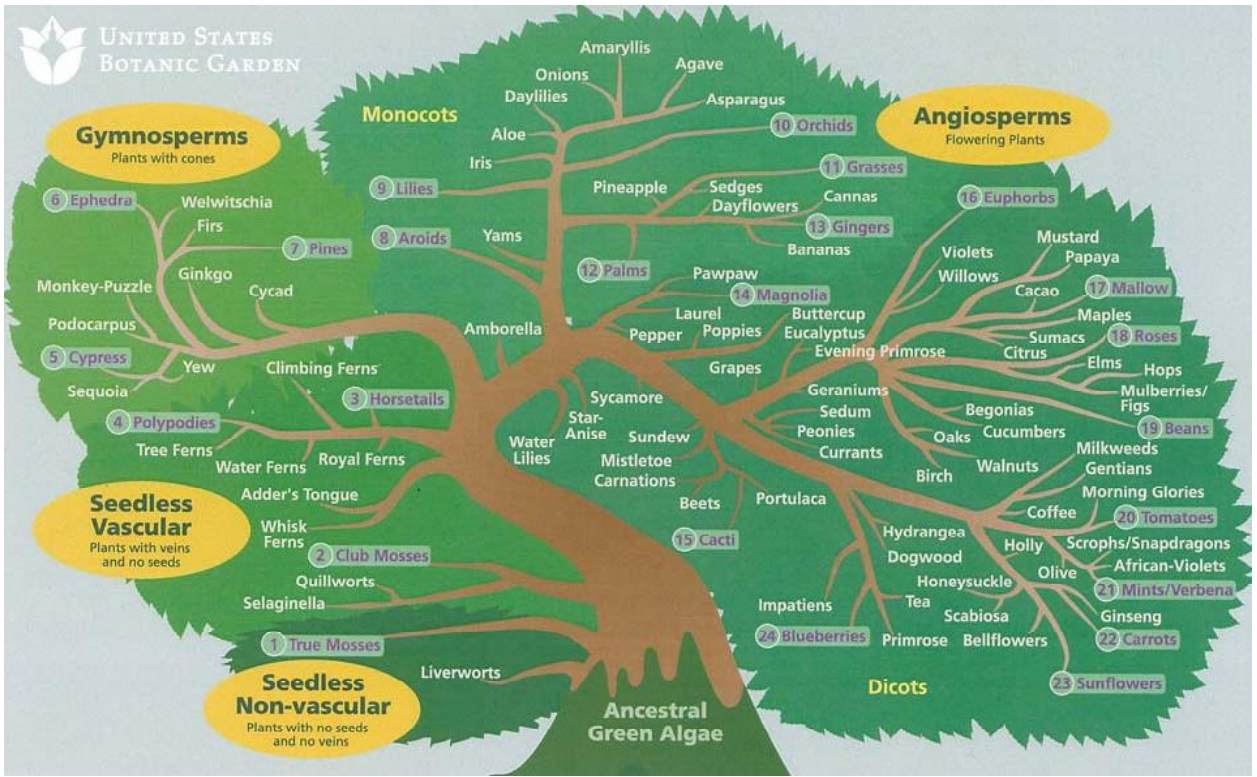 UNITED STATES
BOTANIC GARDEN
Gymnosperms
Plants with cones
6 Ephedra
Welwitschia
Firs
7 Pines
Monkey-Puzzle
Ginkgo
Cycad
Podocarpus
5 Cypress
Yew
Sequoia
Monocots
Amaryllis
Onions
Agave
Daylilies
Asparagus
Aloe
10 Orchids
Iris
9 Lilies
11 Grasses
Pineapple
Sedges
Cannas
Dayflowers
13 Gingers
8 Aroids
Yams
Bananas
12 Palms
Angiosperms
Flowering Plants
Pawpaw
14 Magnolia
Laurel
Amborella
Pepper
Poppies
Buttercup
Eucalyptus
Evening Primrose
Grapes
16 Euphorbs
Violets
Willows
Mustard
Papaya
Cacao
17 Mallow
Maples
Sumacs
18 Roses
Citrus
Elms
Hops
Mulberries/
Figs
19 Beans
Geraniums
Sedum
Peonies
Currants
Begonias
Cucumbers
Oaks
Walnuts
Birch
Climbing Ferns
3 Horsetails
4 Polypodies
Tree Ferns
Water Ferns
Royal Ferns
Adder's Tongue
Whisk
Ferns
Seedless
Vascular
Plants with veins
and no seeds
2 Club Mosses
Quillworts
Selaginella
Water
Lilies
Star-
Anise
Sycamore
Sundew
Mistletoe
Carnations
Beets
Portulaca
15 Cacti
Milkweeds
Gentians
Morning Glories
Coffee
20 Tomatoes
Holly
Scrophs/Snapdragons
Olive
African-Violets
21 Mints/Verbena
Hydrangea
Dogwood
Honeysuckle
Tea
Scabiosa
Ginseng
Impatiens
24 Blueberries
Primrose
Bellflowers
22 Carrots
23 Sunflowers
Dicots
1 True Mosses
Liverworts
Seedless
Non-vascular
Plants with no seeds
and no veins
Ancestral
Green Algae